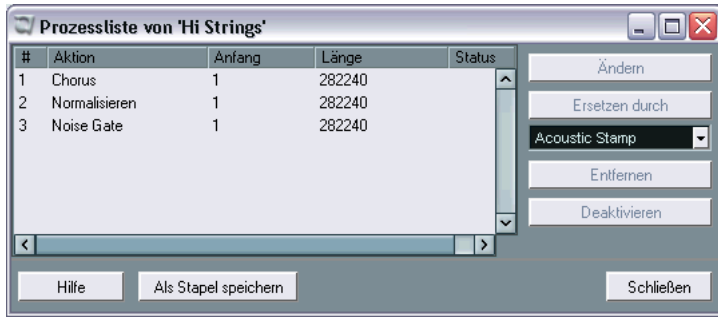 Prozessliste von 'Hi Strings'
# Aktion Anfang Länge Status
1 Chorus 1 282240
2 Normalisieren 1 282240
3 Noise Gate 1 282240
Ändern
Ersetzen durch
Acoustic Stamp
Entfernen
Deaktivieren
Hilfe Als Stapel speichern Schließen